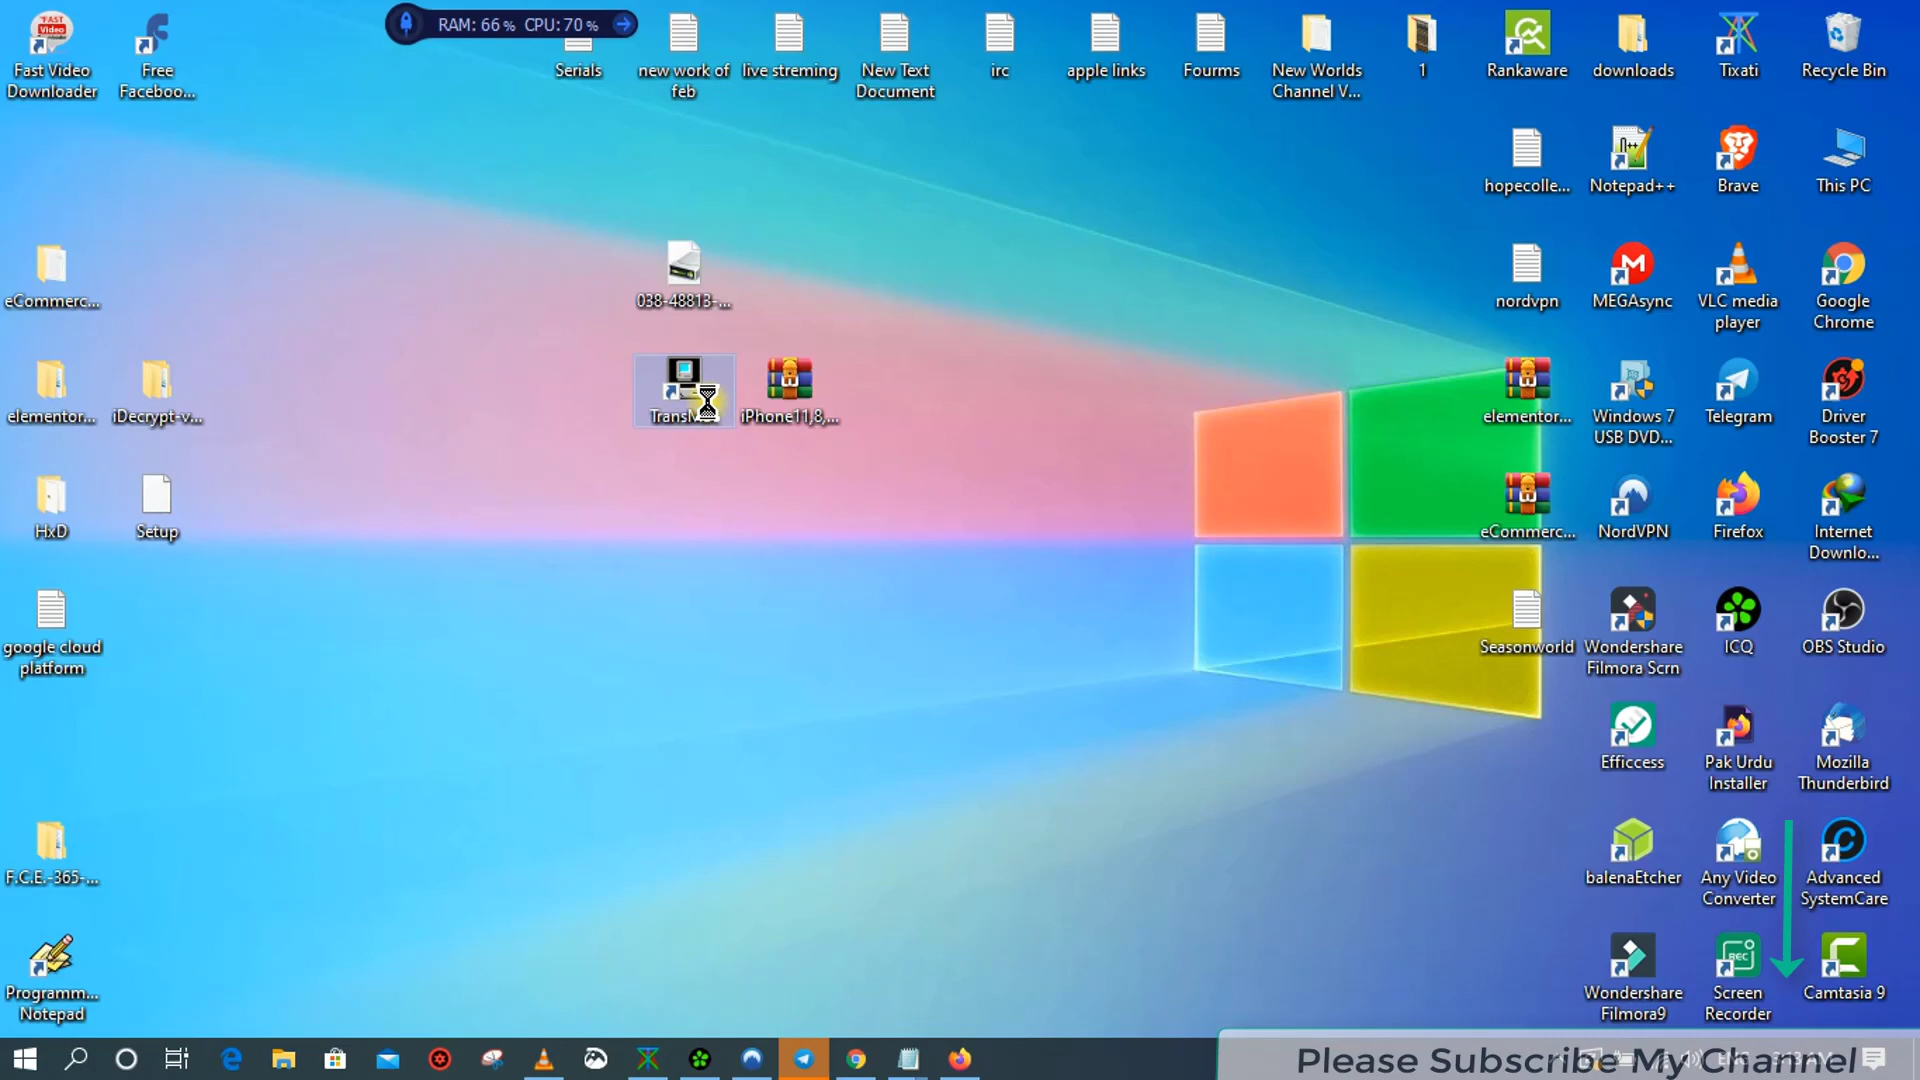 RAM: 66 % CPU: 70 %
Fast Video
Downloader
Free
Faceboo...
Serials
new work of
feb
live streming
New Text
Document
irc
apple links
Fourms
New Worlds
Channel V...
1
Rankaware
downloads
Tixati
Recycle Bin
hopecolle...
Notepad++
Brave
This PC
eCommerc...
038-48813-...
nordvpn
MEGAsync
VLC media
player
Google
Chrome
elementor...
iDecrypt-v...
iPhone11,8,...
elementor...
Windows 7
USB DVD...
Telegram
Driver
Booster 7
HxD
Setup
eCommerc...
NordVPN
Firefox
Internet
Downlo...
google cloud
platform
Seasonworld
Wondershare
Filmora Scrn
ICQ
OBS Studio
Efficcess
Pak Urdu
Installer
Mozilla
Thunderbird
F.C.E.-365-...
balenaEtcher
Any Video
Converter
Advanced
SystemCare
Programm...
Notepad
Wondershare
Filmora9
Screen
Recorder
Camtasia 9
Please Subscribe My Channel